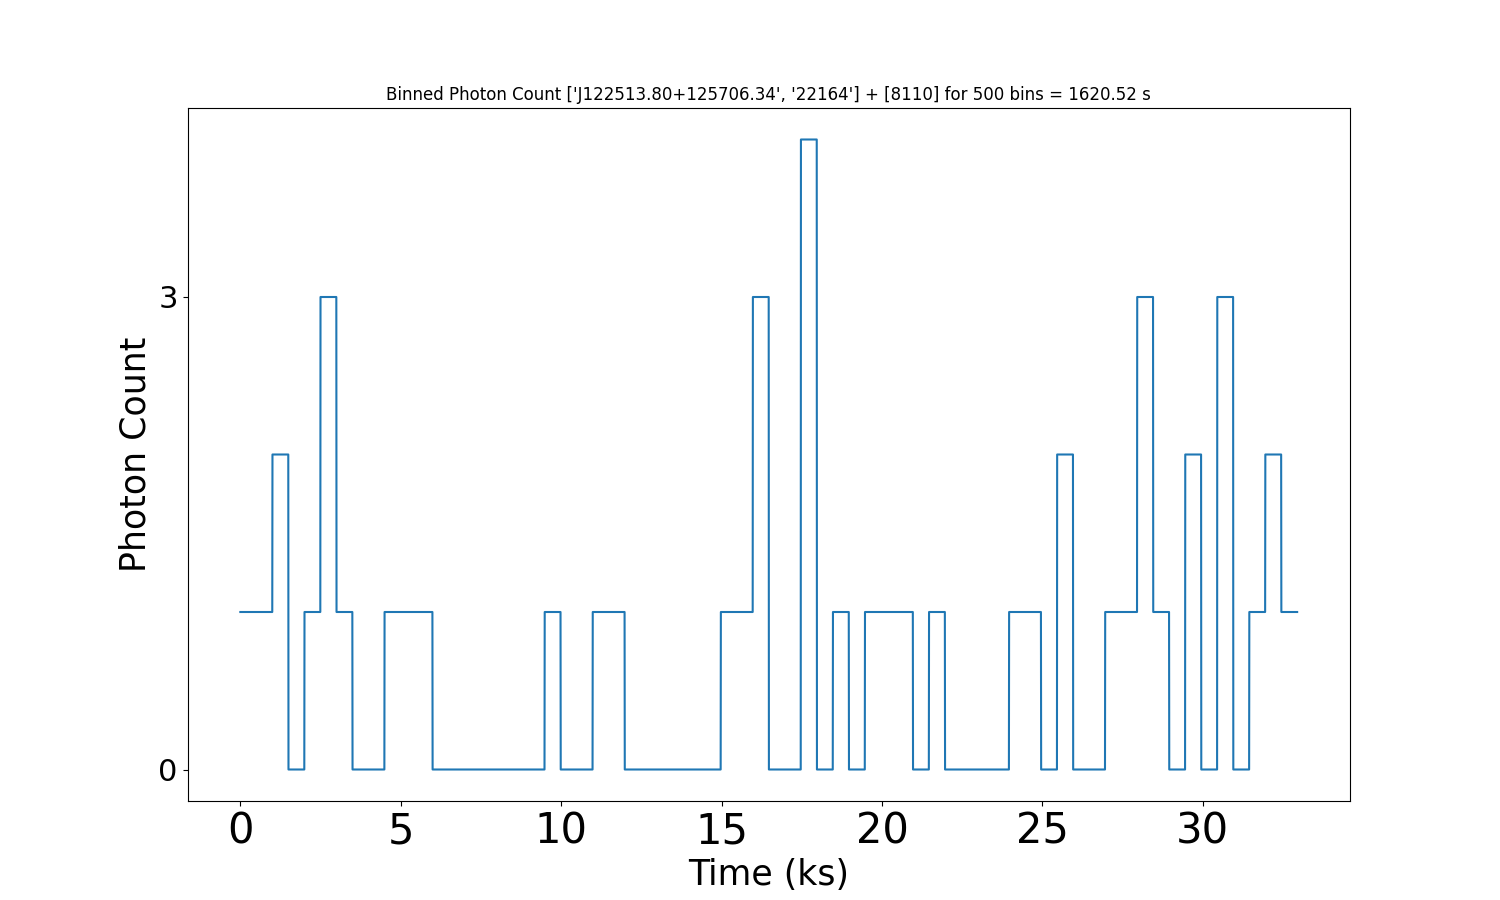 Binned Photon Count ['J122513.80+125706.34', '22164'] + [8110] for 500 bins = 1620.52 s
3
0
Photon Count
0 5 10 15 20 25 30
Time (ks)